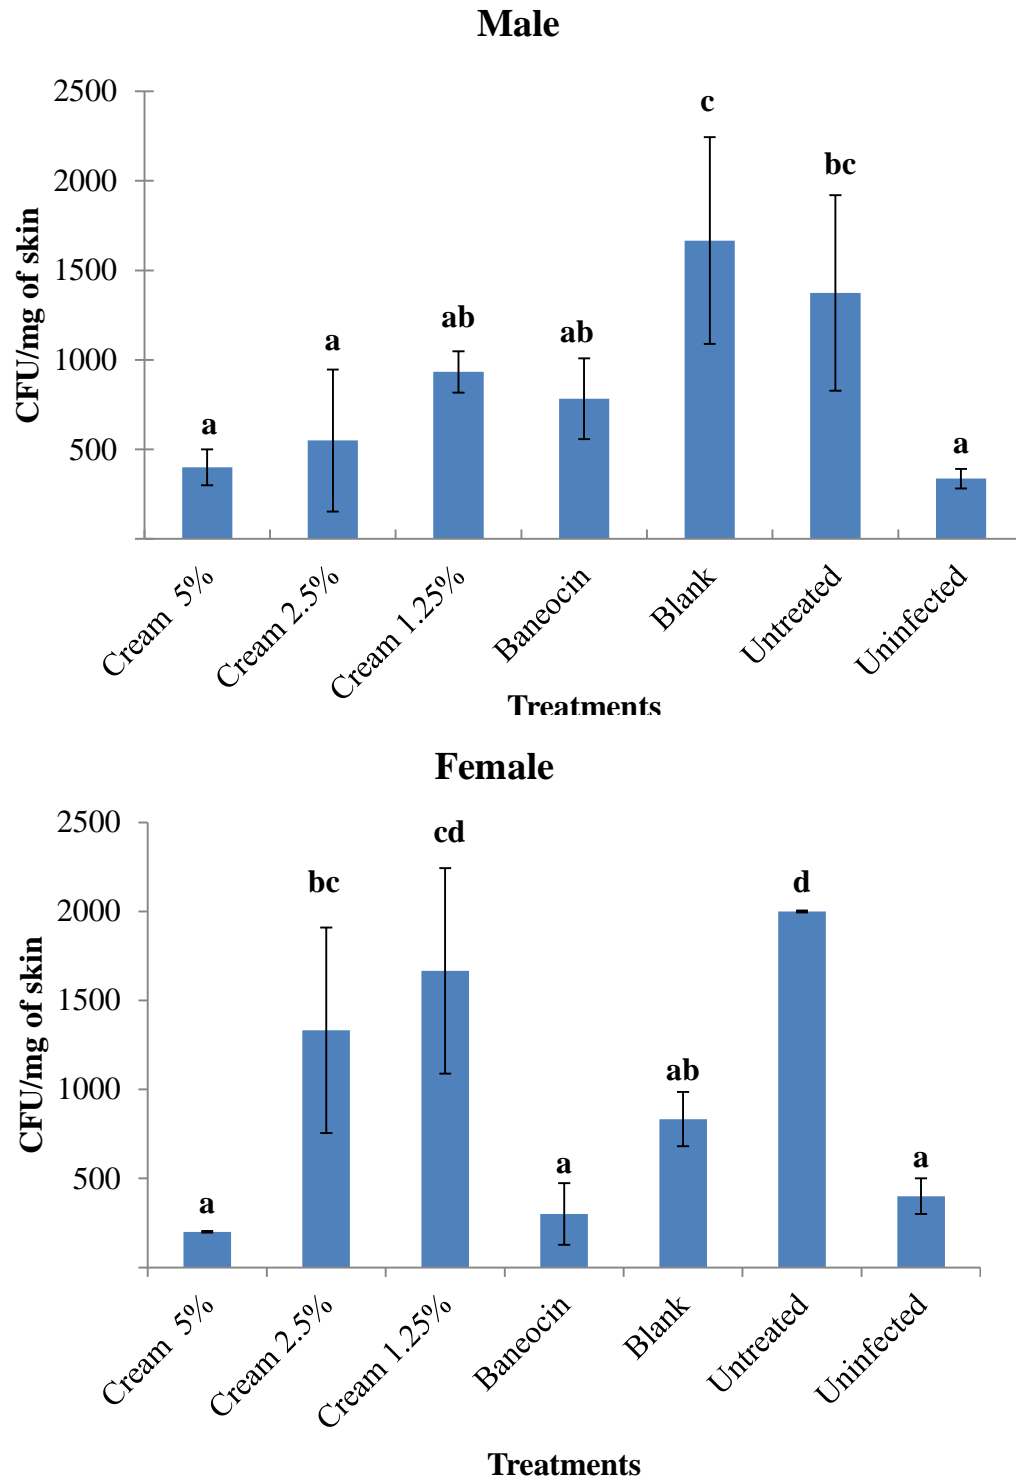 Male
2500
2000
1500
1000
500
CFU/mg of skin
a
a
ab
ab
c
bc
a
Cream 5%
Cream 2.5%
Cream 1.25%
Baneocin
Blank
Untreated
Uninfected
Treatments
Female
2500
2000
1500
1000
500
CFU/mg of skin
a
bc
cd
a
ab
d
a
Cream 5%
Cream 2.5%
Cream 1.25%
Baneocin
Blank
Untreated
Uninfected
Treatments